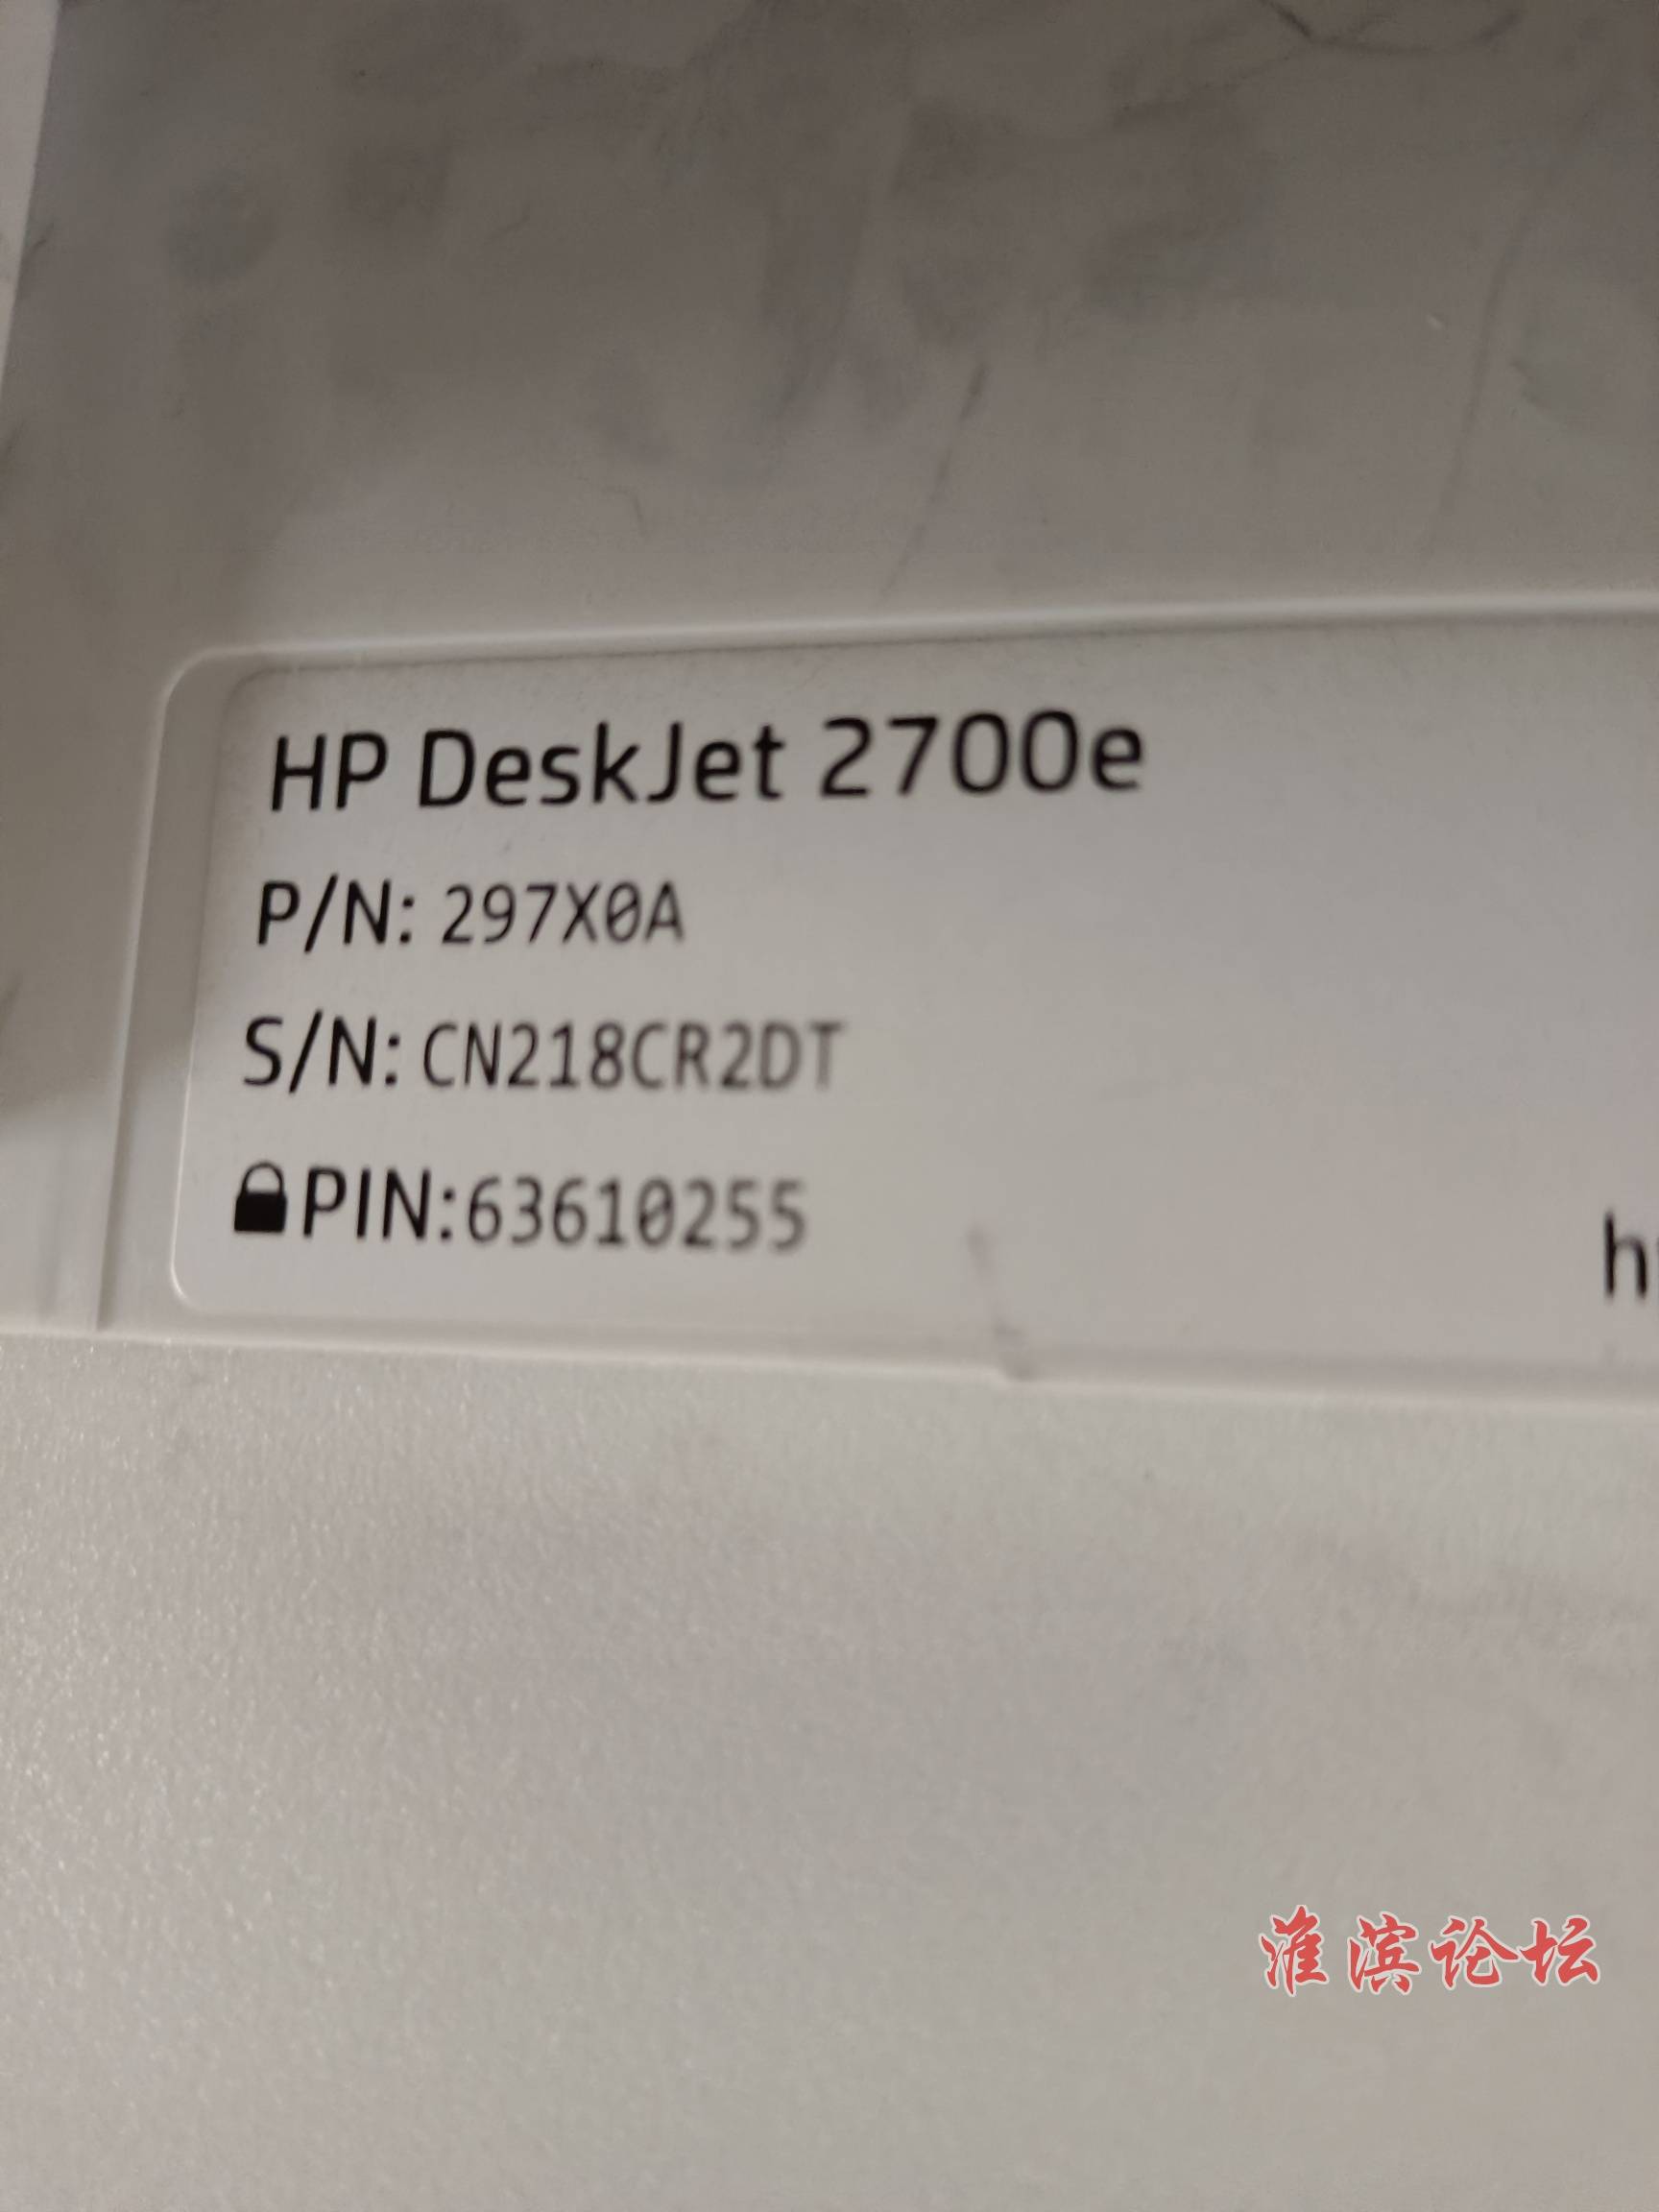 HP DeskJet 2700e
P/N: 297X0A
S/N: CN218CR2DT
PIN:63610255
淮滨论坛